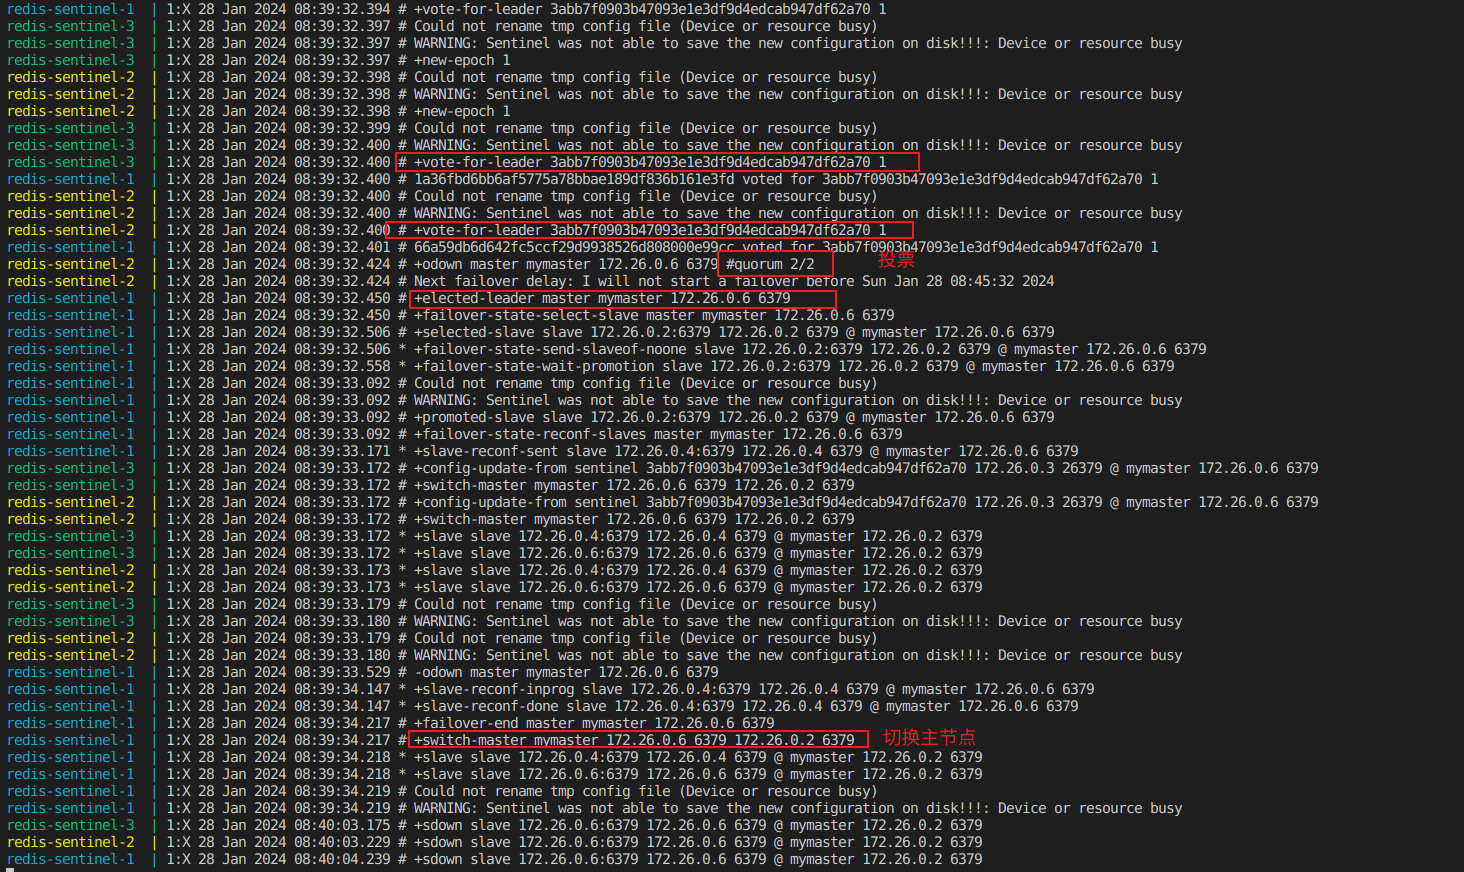 redis-sentinel-1  | 1:X 28 Jan 2024 08:39:32.394 # +vote-for-leader 3abb7f0903b47093e1e3df9d4edcab947df62a70 1
redis-sentinel-3  | 1:X 28 Jan 2024 08:39:32.397 # Could not rename tmp config file (Device or resource busy)
redis-sentinel-3  | 1:X 28 Jan 2024 08:39:32.397 # WARNING: Sentinel was not able to save the new configuration on disk!!!: Device or resource busy
redis-sentinel-3  | 1:X 28 Jan 2024 08:39:32.397 # +new-epoch 1
redis-sentinel-2  | 1:X 28 Jan 2024 08:39:32.398 # Could not rename tmp config file (Device or resource busy)
redis-sentinel-2  | 1:X 28 Jan 2024 08:39:32.398 # WARNING: Sentinel was not able to save the new configuration on disk!!!: Device or resource busy
redis-sentinel-2  | 1:X 28 Jan 2024 08:39:32.398 # +new-epoch 1
redis-sentinel-3  | 1:X 28 Jan 2024 08:39:32.399 # Could not rename tmp config file (Device or resource busy)
redis-sentinel-3  | 1:X 28 Jan 2024 08:39:32.400 # WARNING: Sentinel was not able to save the new configuration on disk!!!: Device or resource busy
redis-sentinel-3  | 1:X 28 Jan 2024 08:39:32.400 # +vote-for-leader 3abb7f0903b47093e1e3df9d4edcab947df62a70 1
redis-sentinel-1  | 1:X 28 Jan 2024 08:39:32.400 # 1a36fbd6bb6af5775a78bbae189df836b161e3fd voted for 3abb7f0903b47093e1e3df9d4edcab947df62a70 1
redis-sentinel-2  | 1:X 28 Jan 2024 08:39:32.400 # Could not rename tmp config file (Device or resource busy)
redis-sentinel-2  | 1:X 28 Jan 2024 08:39:32.400 # WARNING: Sentinel was not able to save the new configuration on disk!!!: Device or resource busy
redis-sentinel-2  | 1:X 28 Jan 2024 08:39:32.400 # +vote-for-leader 3abb7f0903b47093e1e3df9d4edcab947df62a70 1
redis-sentinel-1  | 1:X 28 Jan 2024 08:39:32.401 # 66a59db6d642fc5ccf29d9938526d808000e99cc voted for 3abb7f0903b47093e1e3df9d4edcab947df62a70 1
redis-sentinel-2  | 1:X 28 Jan 2024 08:39:32.424 # +odown master mymaster 172.26.0.6 6379 #quorum 2/2 投票
redis-sentinel-2  | 1:X 28 Jan 2024 08:39:32.424 # Next failover delay: I will not start a failover before Sun Jan 28 08:45:32 2024
redis-sentinel-1  | 1:X 28 Jan 2024 08:39:32.450 # +elected-leader master mymaster 172.26.0.6 6379
redis-sentinel-1  | 1:X 28 Jan 2024 08:39:32.450 # +failover-state-select-slave master mymaster 172.26.0.6 6379
redis-sentinel-1  | 1:X 28 Jan 2024 08:39:32.506 # +selected-slave slave 172.26.0.2:6379 172.26.0.2 6379 @ mymaster 172.26.0.6 6379
redis-sentinel-1  | 1:X 28 Jan 2024 08:39:32.506 * +failover-state-send-slaveof-noone slave 172.26.0.2:6379 172.26.0.2 6379 @ mymaster 172.26.0.6 6379
redis-sentinel-1  | 1:X 28 Jan 2024 08:39:32.558 * +failover-state-wait-promotion slave 172.26.0.2:6379 172.26.0.2 6379 @ mymaster 172.26.0.6 6379
redis-sentinel-1  | 1:X 28 Jan 2024 08:39:33.092 # Could not rename tmp config file (Device or resource busy)
redis-sentinel-1  | 1:X 28 Jan 2024 08:39:33.092 # WARNING: Sentinel was not able to save the new configuration on disk!!!: Device or resource busy
redis-sentinel-1  | 1:X 28 Jan 2024 08:39:33.092 # +promoted-slave slave 172.26.0.2:6379 172.26.0.2 6379 @ mymaster 172.26.0.6 6379
redis-sentinel-1  | 1:X 28 Jan 2024 08:39:33.092 # +failover-state-reconf-slaves master mymaster 172.26.0.6 6379
redis-sentinel-1  | 1:X 28 Jan 2024 08:39:33.171 * +slave-reconf-sent slave 172.26.0.4:6379 172.26.0.4 6379 @ mymaster 172.26.0.6 6379
redis-sentinel-3  | 1:X 28 Jan 2024 08:39:33.172 # +config-update-from sentinel 3abb7f0903b47093e1e3df9d4edcab947df62a70 172.26.0.3 26379 @ mymaster 172.26.0.6 6379
redis-sentinel-3  | 1:X 28 Jan 2024 08:39:33.172 # +switch-master mymaster 172.26.0.6 6379 172.26.0.2 6379
redis-sentinel-2  | 1:X 28 Jan 2024 08:39:33.172 # +config-update-from sentinel 3abb7f0903b47093e1e3df9d4edcab947df62a70 172.26.0.3 26379 @ mymaster 172.26.0.6 6379
redis-sentinel-2  | 1:X 28 Jan 2024 08:39:33.172 # +switch-master mymaster 172.26.0.6 6379 172.26.0.2 6379
redis-sentinel-3  | 1:X 28 Jan 2024 08:39:33.172 * +slave slave 172.26.0.4:6379 172.26.0.4 6379 @ mymaster 172.26.0.2 6379
redis-sentinel-3  | 1:X 28 Jan 2024 08:39:33.172 * +slave slave 172.26.0.6:6379 172.26.0.6 6379 @ mymaster 172.26.0.2 6379
redis-sentinel-2  | 1:X 28 Jan 2024 08:39:33.173 * +slave slave 172.26.0.4:6379 172.26.0.4 6379 @ mymaster 172.26.0.2 6379
redis-sentinel-2  | 1:X 28 Jan 2024 08:39:33.173 * +slave slave 172.26.0.6:6379 172.26.0.6 6379 @ mymaster 172.26.0.2 6379
redis-sentinel-3  | 1:X 28 Jan 2024 08:39:33.179 # Could not rename tmp config file (Device or resource busy)
redis-sentinel-3  | 1:X 28 Jan 2024 08:39:33.180 # WARNING: Sentinel was not able to save the new configuration on disk!!!: Device or resource busy
redis-sentinel-2  | 1:X 28 Jan 2024 08:39:33.179 # Could not rename tmp config file (Device or resource busy)
redis-sentinel-2  | 1:X 28 Jan 2024 08:39:33.180 # WARNING: Sentinel was not able to save the new configuration on disk!!!: Device or resource busy
redis-sentinel-1  | 1:X 28 Jan 2024 08:39:33.529 # -odown master mymaster 172.26.0.6 6379
redis-sentinel-1  | 1:X 28 Jan 2024 08:39:34.147 * +slave-reconf-inprog slave 172.26.0.4:6379 172.26.0.4 6379 @ mymaster 172.26.0.6 6379
redis-sentinel-1  | 1:X 28 Jan 2024 08:39:34.147 * +slave-reconf-done slave 172.26.0.4:6379 172.26.0.4 6379 @ mymaster 172.26.0.6 6379
redis-sentinel-1  | 1:X 28 Jan 2024 08:39:34.217 # +failover-end master mymaster 172.26.0.6 6379
redis-sentinel-1  | 1:X 28 Jan 2024 08:39:34.217 # +switch-master mymaster 172.26.0.6 6379 172.26.0.2 6379 切换主节点
redis-sentinel-1  | 1:X 28 Jan 2024 08:39:34.218 * +slave slave 172.26.0.4:6379 172.26.0.4 6379 @ mymaster 172.26.0.2 6379
redis-sentinel-1  | 1:X 28 Jan 2024 08:39:34.218 * +slave slave 172.26.0.6:6379 172.26.0.6 6379 @ mymaster 172.26.0.2 6379
redis-sentinel-1  | 1:X 28 Jan 2024 08:39:34.219 # Could not rename tmp config file (Device or resource busy)
redis-sentinel-1  | 1:X 28 Jan 2024 08:39:34.219 # WARNING: Sentinel was not able to save the new configuration on disk!!!: Device or resource busy
redis-sentinel-3  | 1:X 28 Jan 2024 08:40:03.175 # +sdown slave 172.26.0.6:6379 172.26.0.6 6379 @ mymaster 172.26.0.2 6379
redis-sentinel-2  | 1:X 28 Jan 2024 08:40:03.229 # +sdown slave 172.26.0.6:6379 172.26.0.6 6379 @ mymaster 172.26.0.2 6379
redis-sentinel-1  | 1:X 28 Jan 2024 08:40:04.239 # +sdown slave 172.26.0.6:6379 172.26.0.6 6379 @ mymaster 172.26.0.2 6379